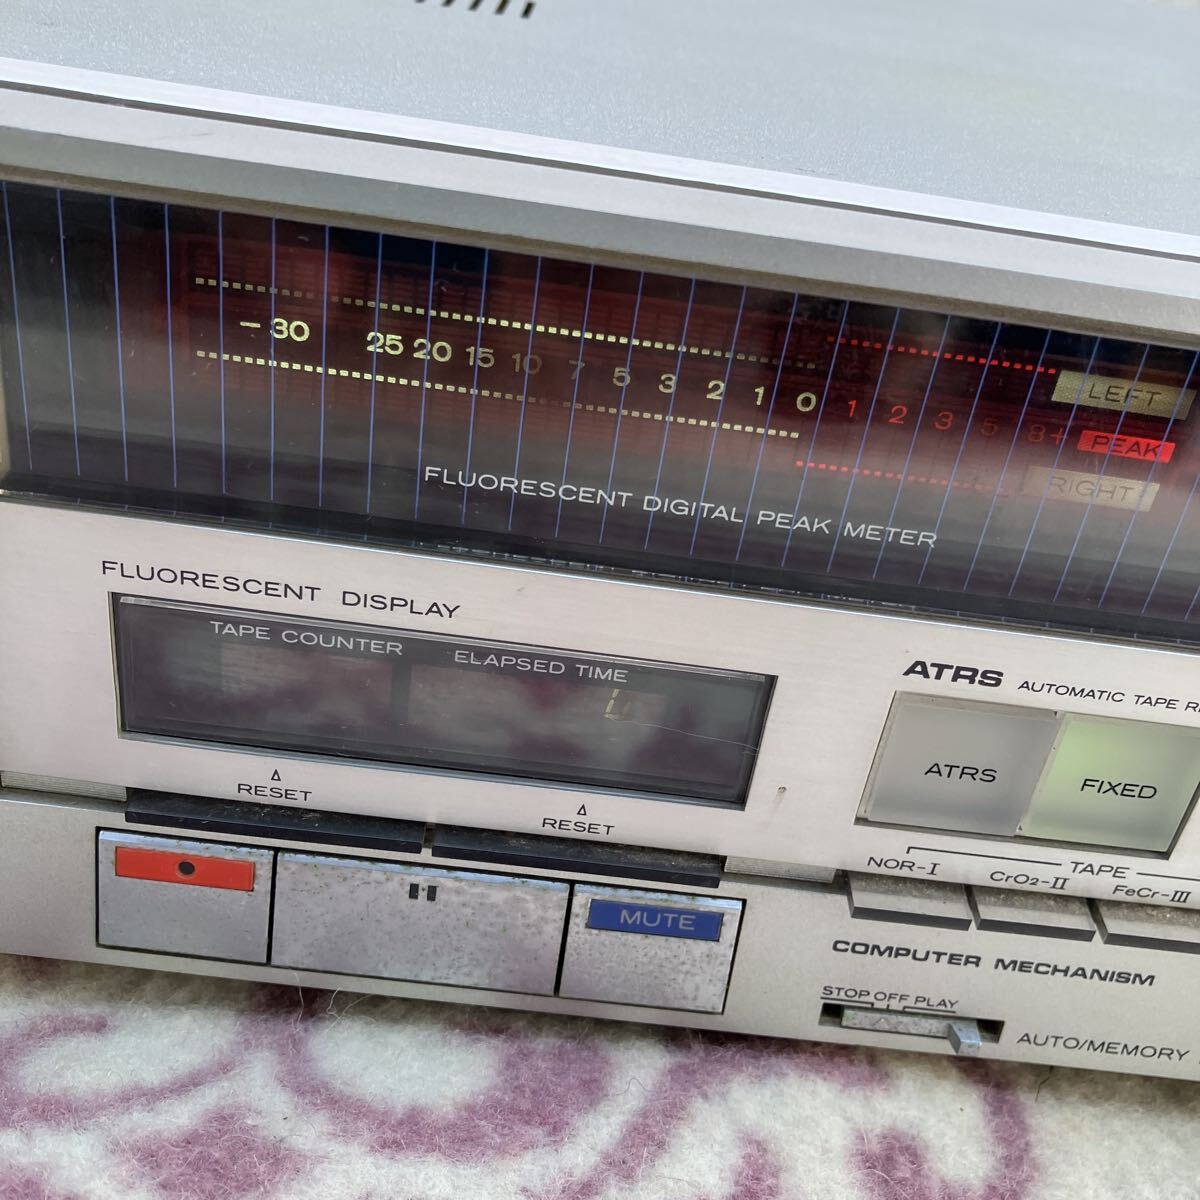 -30 25 20 15 10 7 5 3 2 1 0 1 2 3 5 8+
LEFT
PEAK
RIGHT
FLUORESCENT DIGITAL PEAK METER
FLUORESCENT DISPLAY
TAPE COUNTER ELAPSED TIME
△ RESET
△ RESET
ATRS AUTOMATIC TAPE
ATRS
FIXED
TAPE
NOR-I CrO2-II FeCr-III
MUTE
COMPUTER MECHANISM
STOP OFF PLAY
AUTO/MEMORY